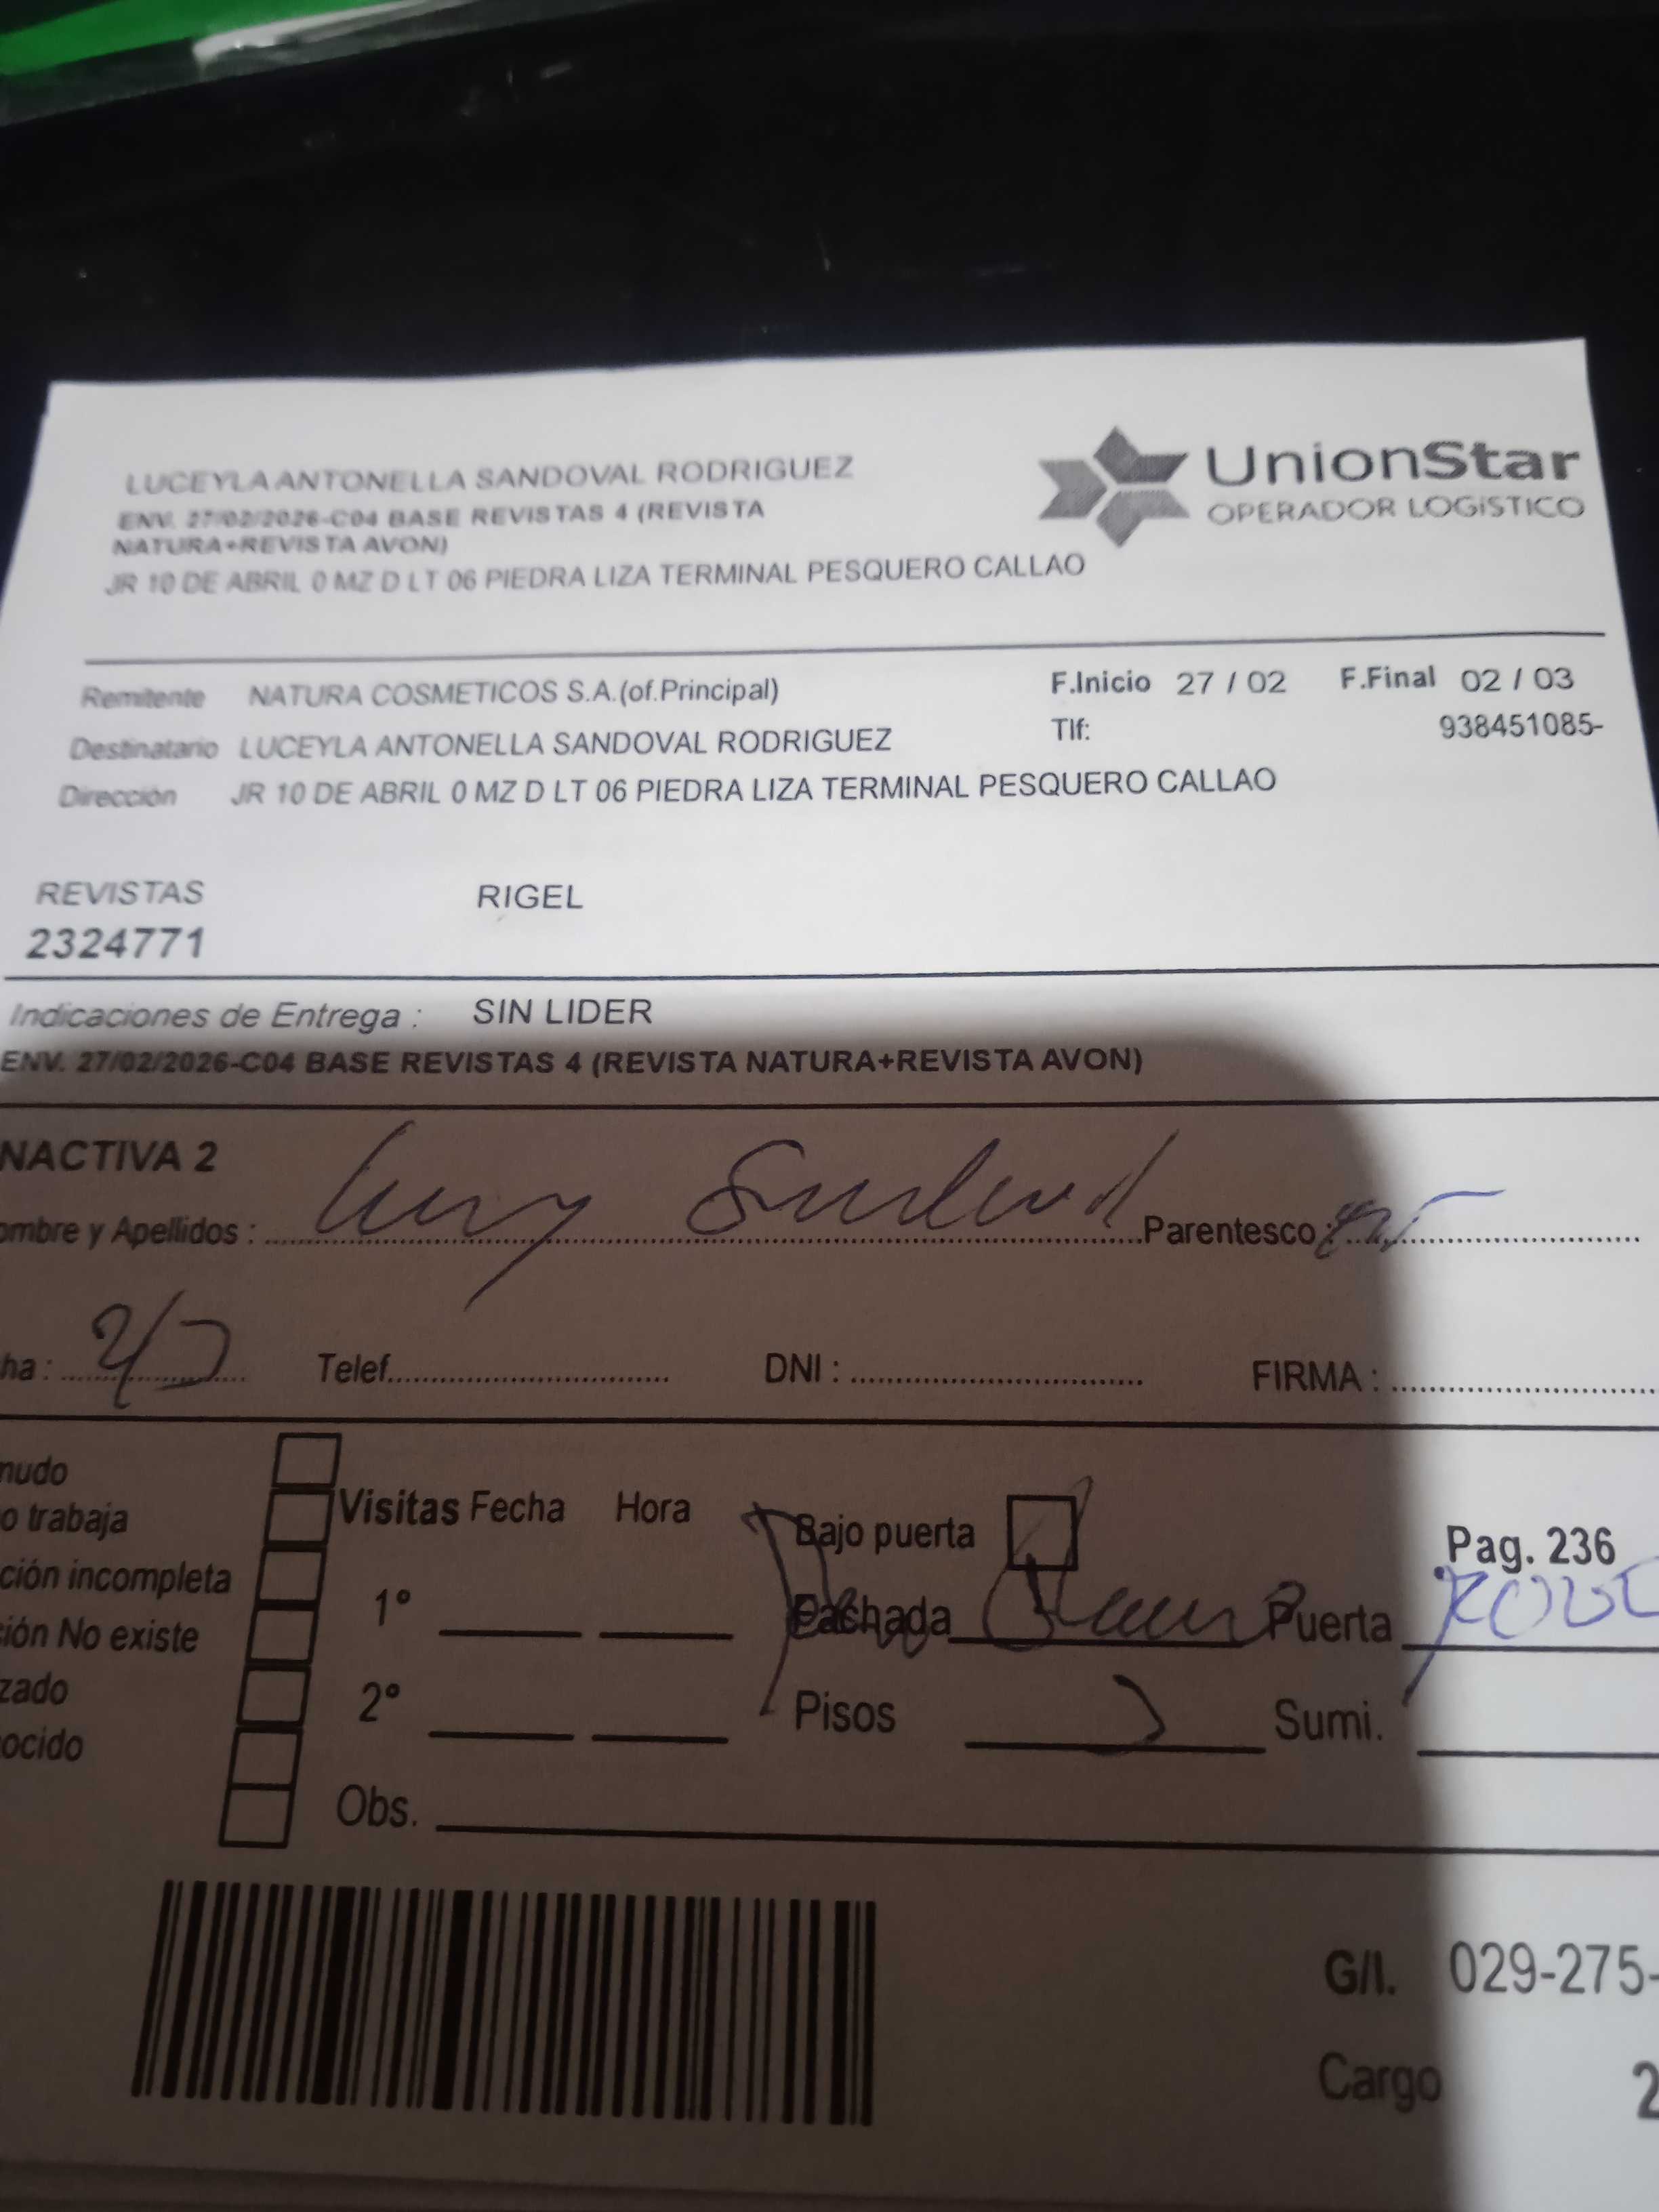 LUCEYLA ANTONELLA SANDOVAL RODRIGUEZ
ENV. 27/02/2026-C04 BASE REVISTAS 4 (REVISTA
NATURA+REVISTA AVON)
JR 10 DE ABRIL 0 MZ D LT 06 PIEDRA LIZA TERMINAL PESQUERO CALLAO
UnionStar
OPERADOR LOGíSTICO
Remitente NATURA COSMETICOS S.A.(of.Principal) F.Inicio 27 / 02 F.Final 02 / 03
Destinatario LUCEYLA ANTONELLA SANDOVAL RODRIGUEZ Tlf: 938451085-
Dirección JR 10 DE ABRIL 0 MZ D LT 06 PIEDRA LIZA TERMINAL PESQUERO CALLAO
REVISTAS RIGEL
2324771
Indicaciones de Entrega : SIN LIDER
ENV. 27/02/2026-C04 BASE REVISTAS 4 (REVISTA NATURA+REVISTA AVON)
NACTIVA 2
ombre y Apellidos : Parentesco :
ha : Telef. DNI : FIRMA :
nudo
o trabaja
ción incompleta
ión No existe
zado
ocido
Visitas Fecha Hora
1°
2°
Obs.
Bajo puerta
Fachada Puerta
Pisos Sumi.
Pag. 236
G/I. 029-275-
Cargo 2